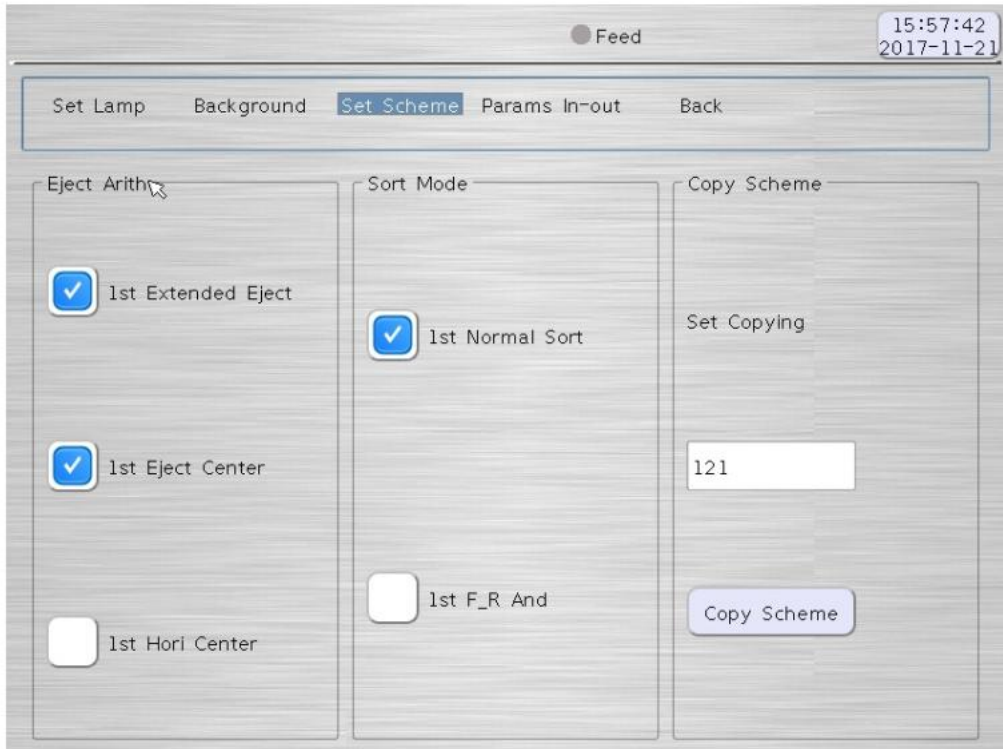 Feed
15:57:42
2017-11-21
Set Lamp Background Set Scheme Params In-out Back
Eject Arith
1st Extended Eject
1st Eject Center
1st Hori Center
Sort Mode
1st Normal Sort
1st F_R And
Copy Scheme
Set Copying
121
Copy Scheme